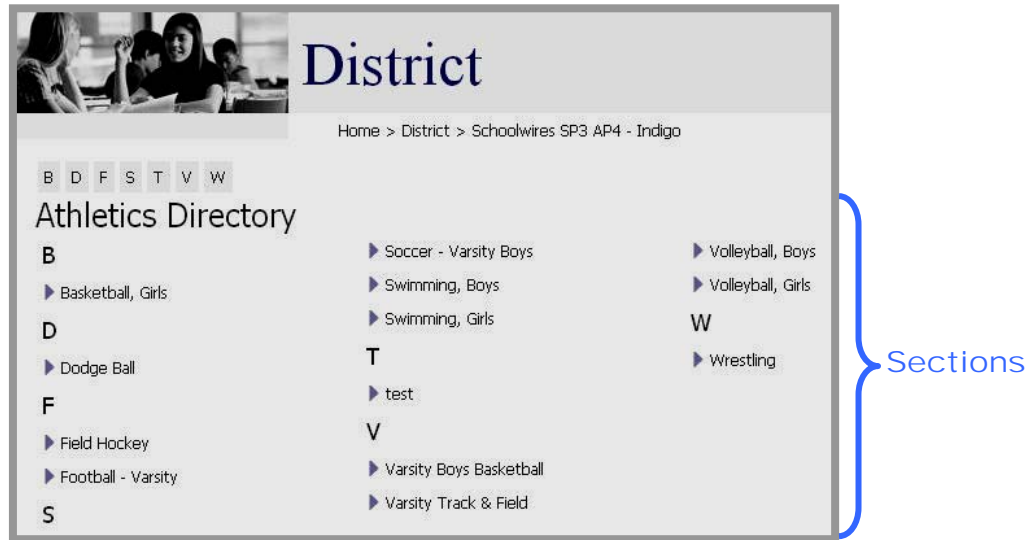 District
Home > District > Schoolwires SP3 AP4 - Indigo
B D F S T V W
Athletics Directory
B
Basketball, Girls
D
Dodge Ball
F
Field Hockey
Football - Varsity
S
Soccer - Varsity Boys
Swimming, Boys
Swimming, Girls
T
test
V
Varsity Boys Basketball
Varsity Track & Field
Volleyball, Boys
Volleyball, Girls
W
Wrestling
Sections